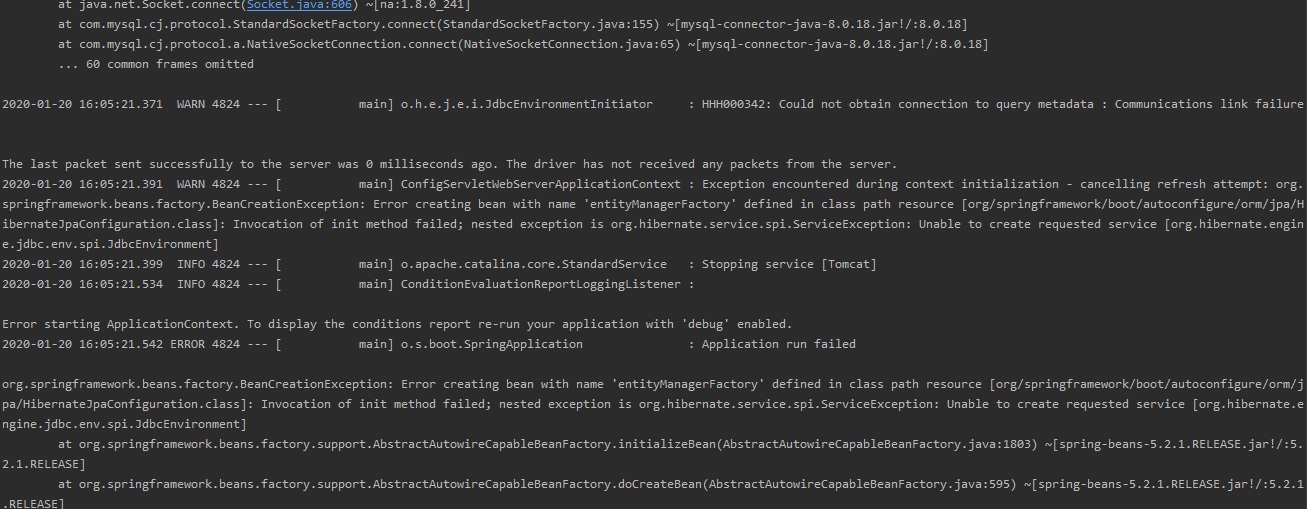 at java.net.Socket.connect(Socket.java:606) ~[na:1.8.0_241]
at com.mysql.cj.protocol.StandardSocketFactory.connect(StandardSocketFactory.java:155) ~[mysql-connector-java-8.0.18.jar!/:8.0.18]
at com.mysql.cj.protocol.a.NativeSocketConnection.connect(NativeSocketConnection.java:65) ~[mysql-connector-java-8.0.18.jar!/:8.0.18]
... 60 common frames omitted
2020-01-20 16:05:21.371  WARN 4824 --- [           main] o.h.e.j.e.i.JdbcEnvironmentInitiator     : HHH000342: Could not obtain connection to query metadata : Communications link failure
The last packet sent successfully to the server was 0 milliseconds ago. The driver has not received any packets from the server.
2020-01-20 16:05:21.391  WARN 4824 --- [           main] ConfigServletWebServerApplicationContext : Exception encountered during context initialization - cancelling refresh attempt: org.
springframework.beans.factory.BeanCreationException: Error creating bean with name 'entityManagerFactory' defined in class path resource [org/springframework/boot/autoconfigure/orm/jpa/H
ibernateJpaConfiguration.class]: Invocation of init method failed; nested exception is org.hibernate.service.spi.ServiceException: Unable to create requested service [org.hibernate.engin
e.jdbc.env.spi.JdbcEnvironment]
2020-01-20 16:05:21.399  INFO 4824 --- [           main] o.apache.catalina.core.StandardService   : Stopping service [Tomcat]
2020-01-20 16:05:21.534  INFO 4824 --- [           main] ConditionEvaluationReportLoggingListener :
Error starting ApplicationContext. To display the conditions report re-run your application with 'debug' enabled.
2020-01-20 16:05:21.542 ERROR 4824 --- [           main] o.s.boot.SpringApplication               : Application run failed
org.springframework.beans.factory.BeanCreationException: Error creating bean with name 'entityManagerFactory' defined in class path resource [org/springframework/boot/autoconfigure/orm/j
pa/HibernateJpaConfiguration.class]: Invocation of init method failed; nested exception is org.hibernate.service.spi.ServiceException: Unable to create requested service [org.hibernate.e
ngine.jdbc.env.spi.JdbcEnvironment]
at org.springframework.beans.factory.support.AbstractAutowireCapableBeanFactory.initializeBean(AbstractAutowireCapableBeanFactory.java:1803) ~[spring-beans-5.2.1.RELEASE.jar!/:5.
2.1.RELEASE]
at org.springframework.beans.factory.support.AbstractAutowireCapableBeanFactory.doCreateBean(AbstractAutowireCapableBeanFactory.java:595) ~[spring-beans-5.2.1.RELEASE.jar!/:5.2.1
.RELEASE]